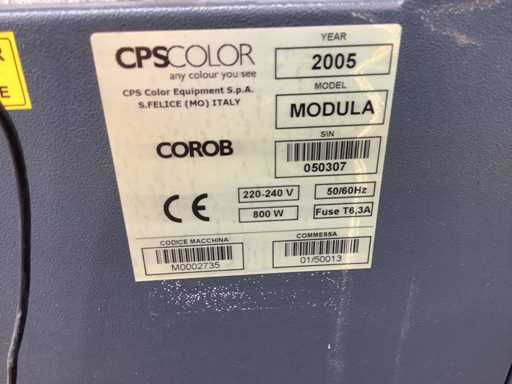 CPSCOLOR
any colour you see
CPS Color Equipment S.p.A.
S.FELICE (MO) ITALY
COROB
YEAR
2005
MODEL
MODULA
S\N
050307
CE
220-240 V
50/60Hz
800 W
Fuse T6,3A
CODICE MACCHINA
M0002735
COMMESSA
01/50013
R
E